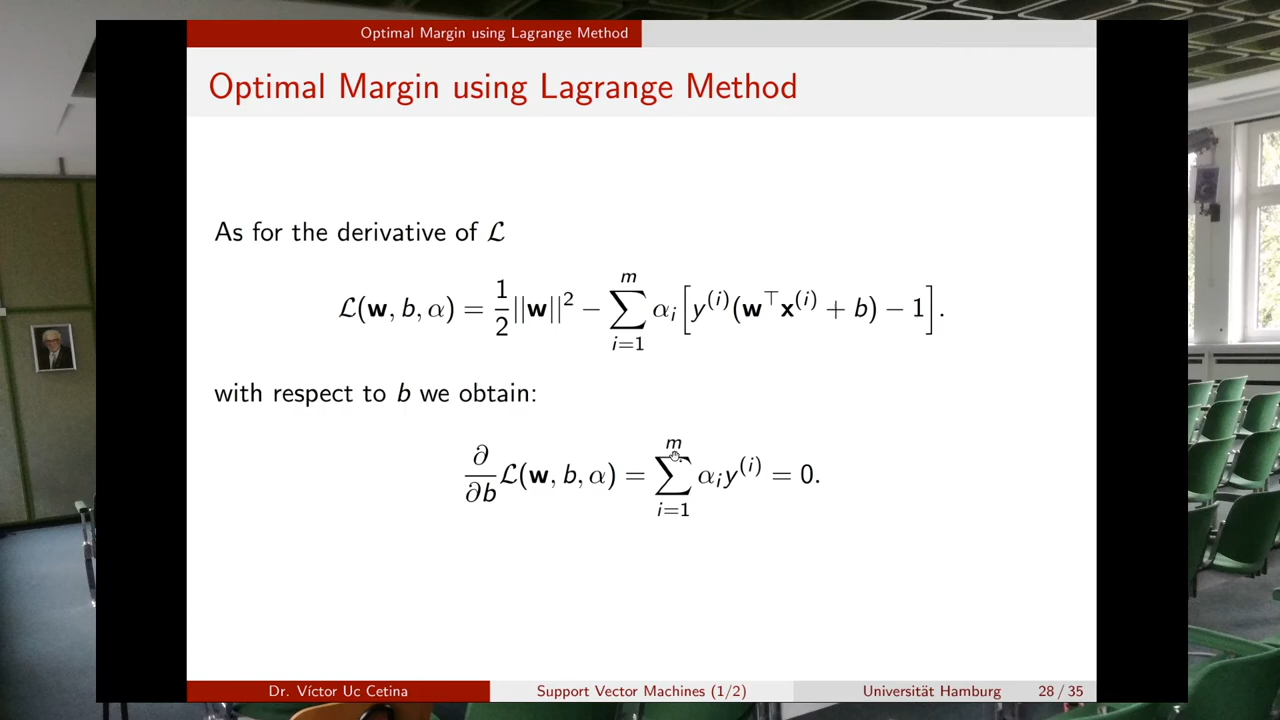 Optimal Margin using Lagrange Method
Optimal Margin using Lagrange Method
As for the derivative of ℒ
ℒ(w, b, α) = 1/2 ||w||² − ∑_{i=1}^{m} α_i [y^{(i)}(w^⊤x^{(i)} + b) − 1].
with respect to b we obtain:
∂/∂b ℒ(w, b, α) = ∑_{i=1}^{m} α_i y^{(i)} = 0.
Dr. Víctor Uc Cetina Support Vector Machines (1/2) Universität Hamburg 28 / 35